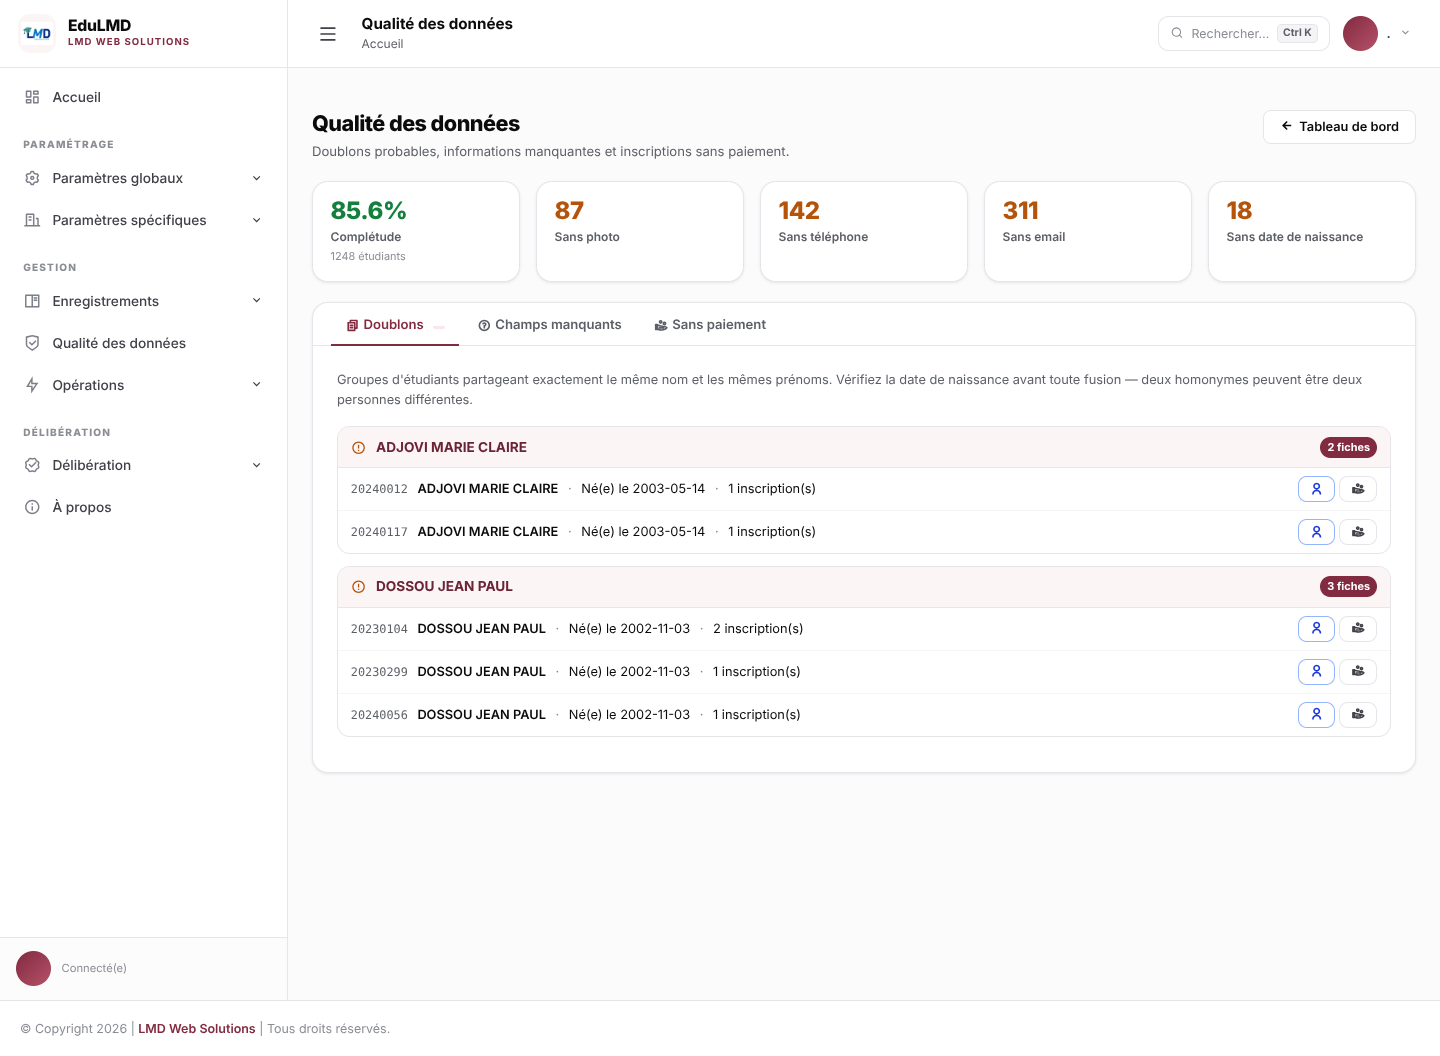 LMD
EduLMD
LMD WEB SOLUTIONS
Qualité des données
Accueil
Rechercher...
Ctrl K
.
Accueil
PARAMÉTRAGE
Paramètres globaux
Paramètres spécifiques
GESTION
Enregistrements
Qualité des données
Opérations
DÉLIBÉRATION
Délibération
À propos
Connecté(e)
Qualité des données
Doublons probables, informations manquantes et inscriptions sans paiement.
Tableau de bord
85.6%
Complétude
1248 étudiants
87
Sans photo
142
Sans téléphone
311
Sans email
18
Sans date de naissance
Doublons
Champs manquants
Sans paiement
Groupes d'étudiants partageant exactement le même nom et les mêmes prénoms. Vérifiez la date de naissance avant toute fusion — deux homonymes peuvent être deux
personnes différentes.
ADJOVI MARIE CLAIRE 2 fiches
20240012 ADJOVI MARIE CLAIRE · Né(e) le 2003-05-14 · 1 inscription(s)
20240117 ADJOVI MARIE CLAIRE · Né(e) le 2003-05-14 · 1 inscription(s)
DOSSOU JEAN PAUL 3 fiches
20230104 DOSSOU JEAN PAUL · Né(e) le 2002-11-03 · 2 inscription(s)
20230299 DOSSOU JEAN PAUL · Né(e) le 2002-11-03 · 1 inscription(s)
20240056 DOSSOU JEAN PAUL · Né(e) le 2002-11-03 · 1 inscription(s)
© Copyright 2026 | LMD Web Solutions | Tous droits réservés.